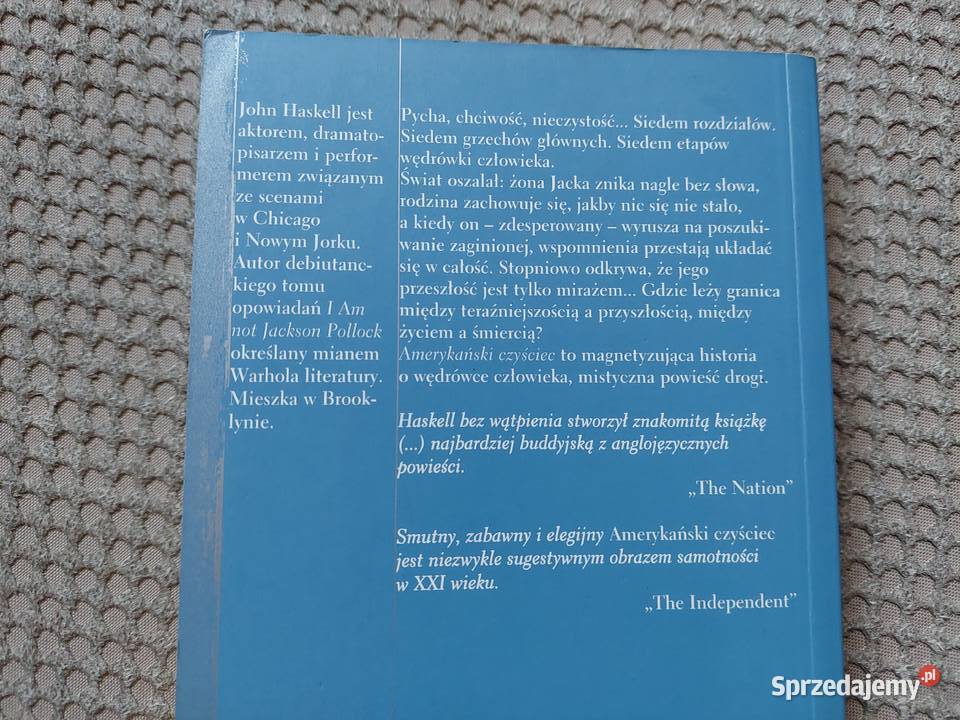 John Haskell jest
aktorem, dramato-
pisarzem i perfor-
merem związanym
ze scenami
w Chicago
i Nowym Jorku.
Autor debiutanc-
kiego tomu
opowiadań I Am
not Jackson Pollock
określany mianem
Warhola literatury.
Mieszka w Brook-
lynie.
Pycha, chciwość, nieczystość... Siedem rozdziałów.
Siedem grzechów głównych. Siedem etapów
wędrówki człowieka.
Świat oszalał: żona Jacka znika nagle bez słowa,
rodzina zachowuje się, jakby nic się nie stało,
a kiedy on – zdesperowany – wyrusza na poszuki-
wanie zaginionej, wspomnienia przestają układać
się w całość. Stopniowo odkrywa, że jego
przeszłość jest tylko mirażem... Gdzie leży granica
między teraźniejszością a przyszłością, między
życiem a śmiercią?
Amerykański czyściec to magnetyzująca historia
o wędrówce człowieka, mistyczna powieść drogi.
Haskell bez wątpienia stworzył znakomitą książkę
(...) najbardziej buddyjską z anglojęzycznych
powieści.
„The Nation”
Smutny, zabawny i elegijny Amerykański czyściec
jest niezwykle sugestywnym obrazem samotności
w XXI wieku.
„The Independent”
Sprzedajemy.pl